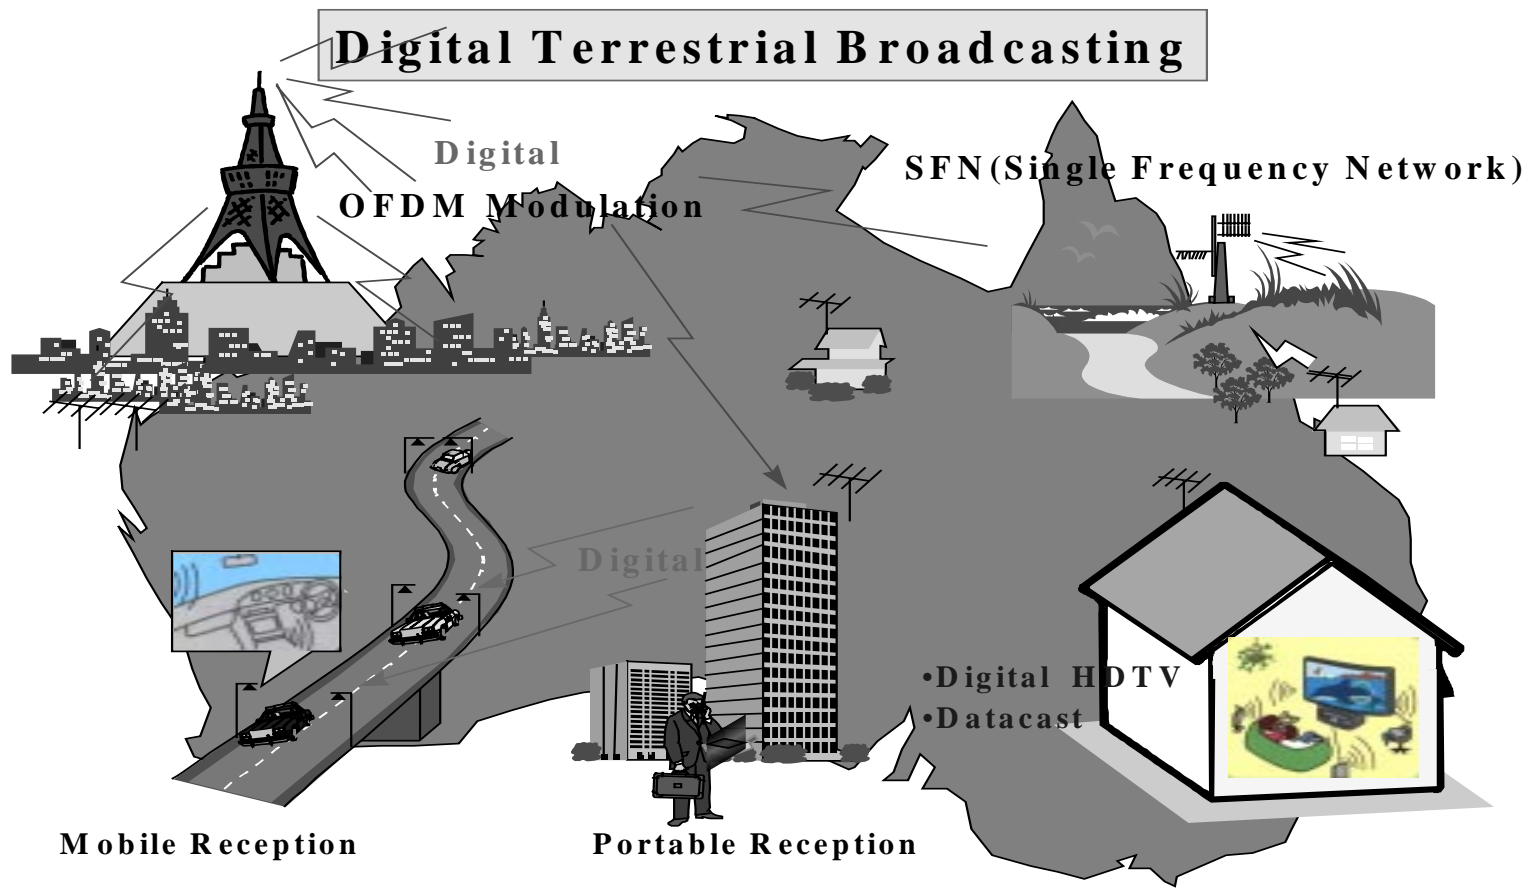 Digital Terrestrial Broadcasting
Digital
SFN(Single Frequency Network)
OFDM Modulation
Digital
•Digital HDTV
•Datacast
Mobile Reception
Portable Reception